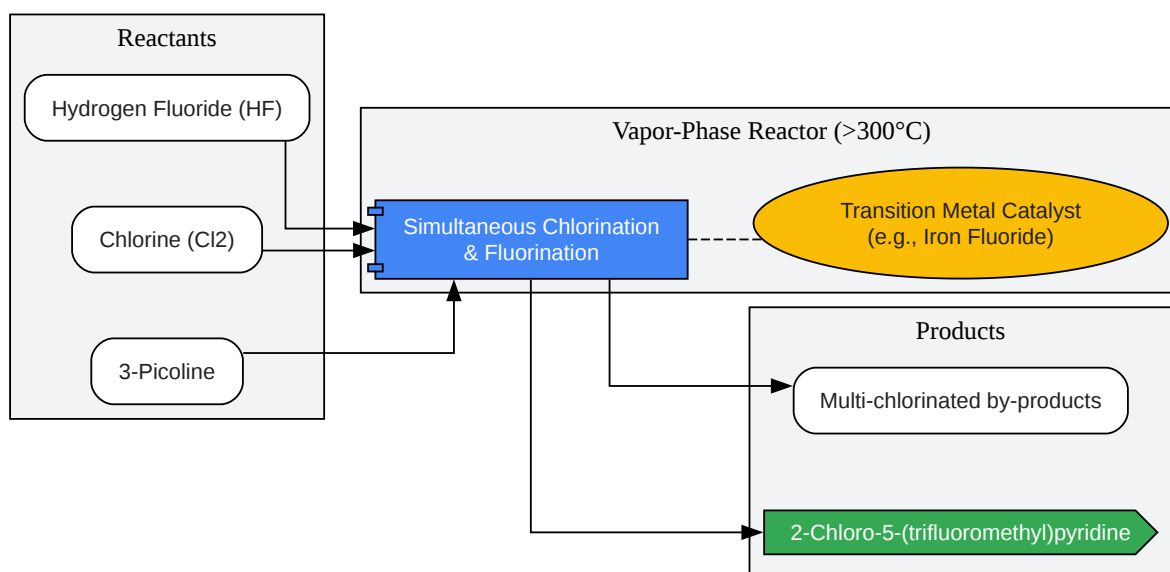 Reactants
Hydrogen Fluoride (HF)
Chlorine (Cl2)
3-Picoline
Vapor-Phase Reactor (>300°C)
Simultaneous Chlorination
& Fluorination
Transition Metal Catalyst
(e.g., Iron Fluoride)
Products
Multi-chlorinated by-products
2-Chloro-5-(trifluoromethyl)pyridine